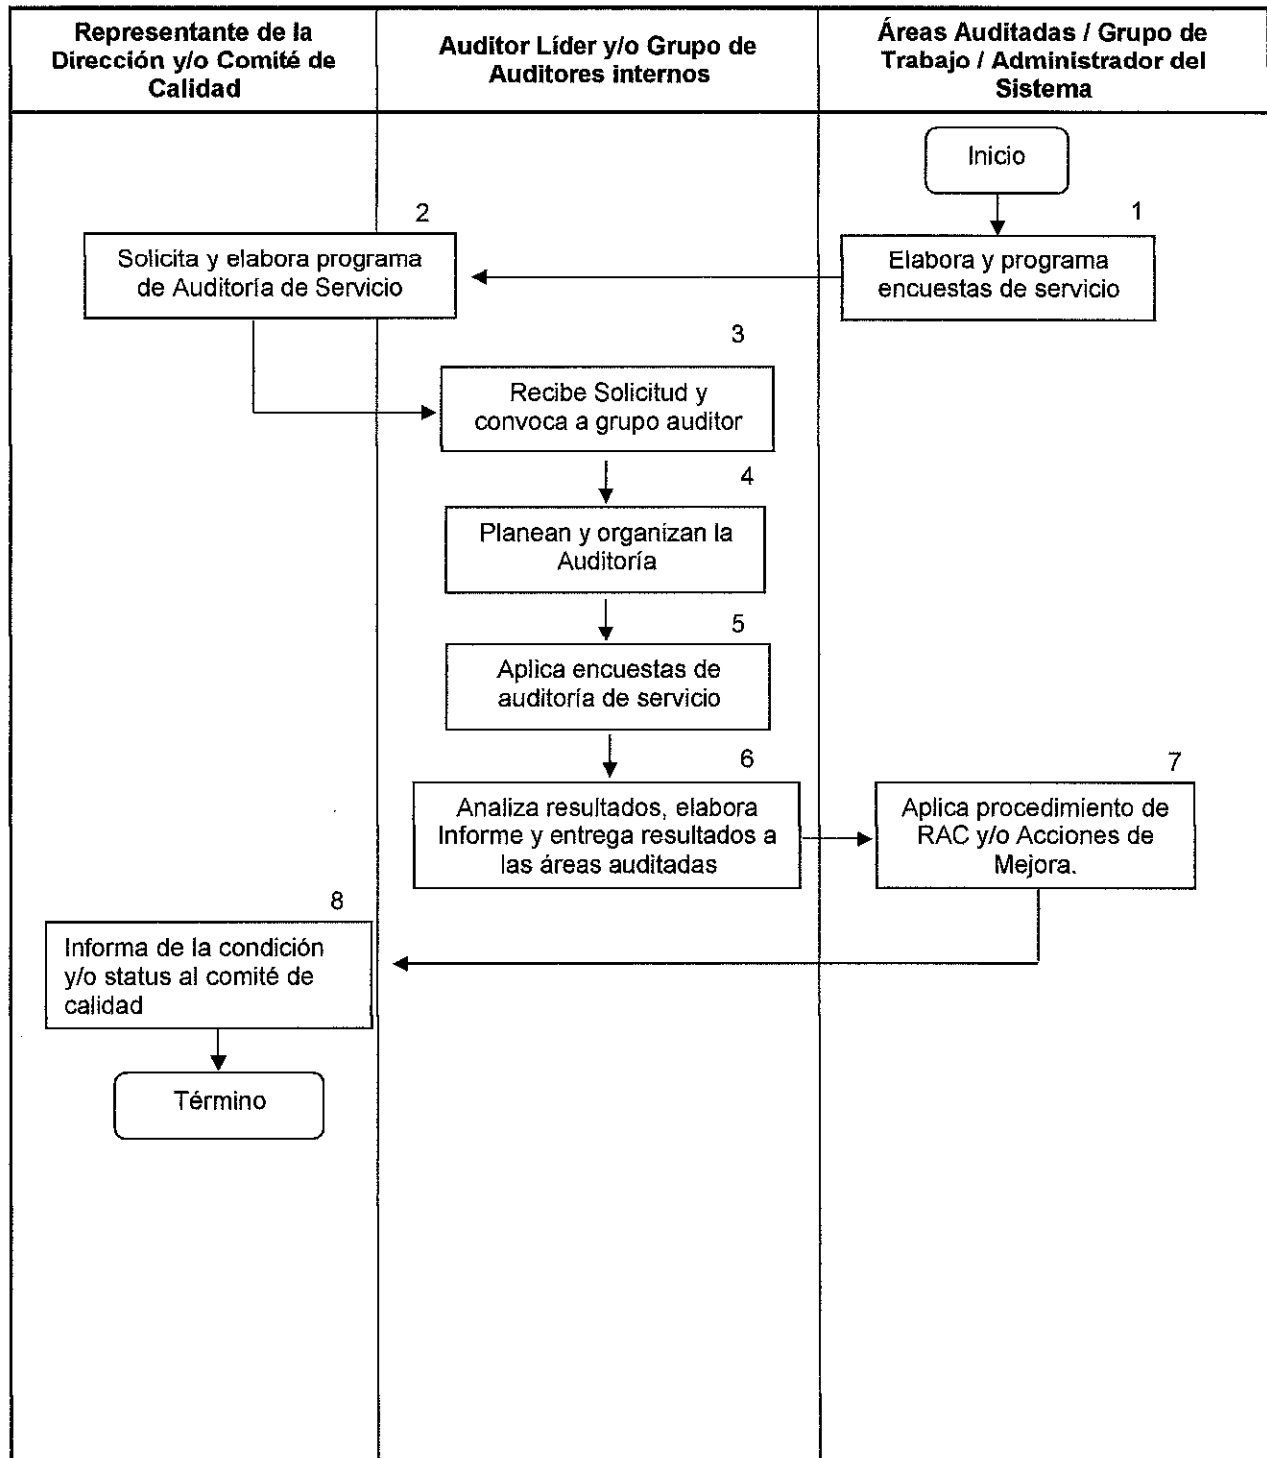 Representante de la
Dirección y/o Comité de
Calidad
Auditor Líder y/o Grupo de
Auditores internos
Áreas Auditadas / Grupo de
Trabajo / Administrador del
Sistema
Inicio
1
Elabora y programa
encuestas de servicio
2
Solicita y elabora programa
de Auditoría de Servicio
3
Recibe Solicitud y
convoca a grupo auditor
4
Planean y organizan la
Auditoría
5
Aplica encuestas de
auditoría de servicio
6
Analiza resultados, elabora
Informe y entrega resultados a
las áreas auditadas
7
Aplica procedimiento de
RAC y/o Acciones de
Mejora.
8
Informa de la condición
y/o status al comité de
calidad
Término